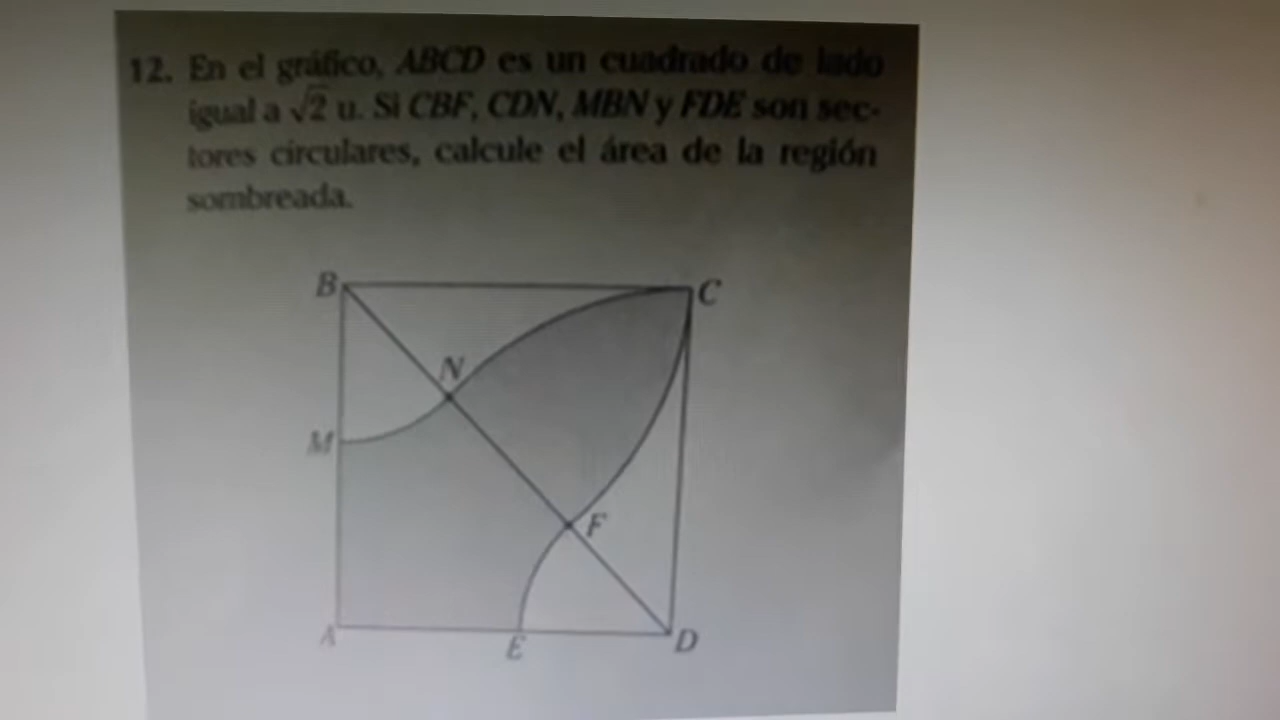 12. En el gráfico, ABCD es un cuadrado de lado
igual a √2 u. Si CBF, CDN, MBN y FDE son sec-
tores circulares, calcule el área de la región
sombreada.
B
C
N
M
F
A
E
D